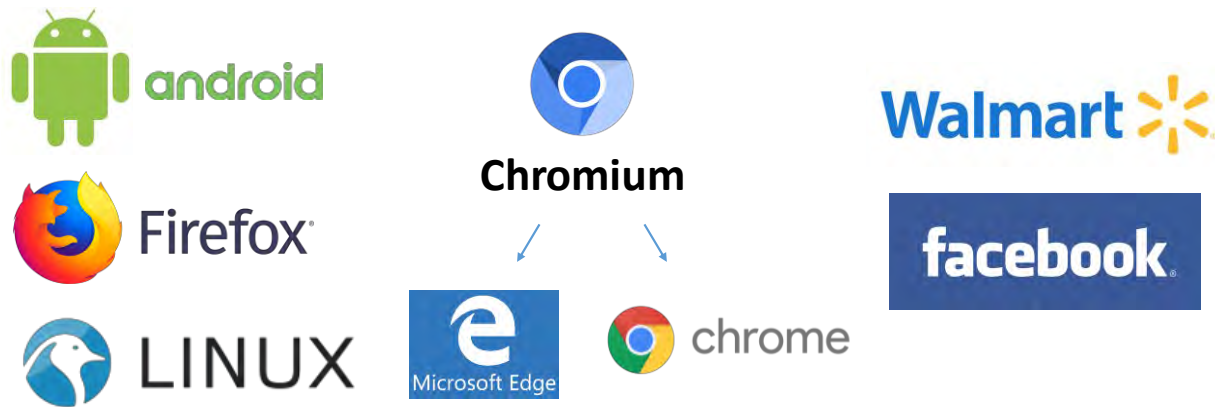 android
Firefox
LINUX
Chromium
Microsoft Edge
chrome
Walmart
facebook